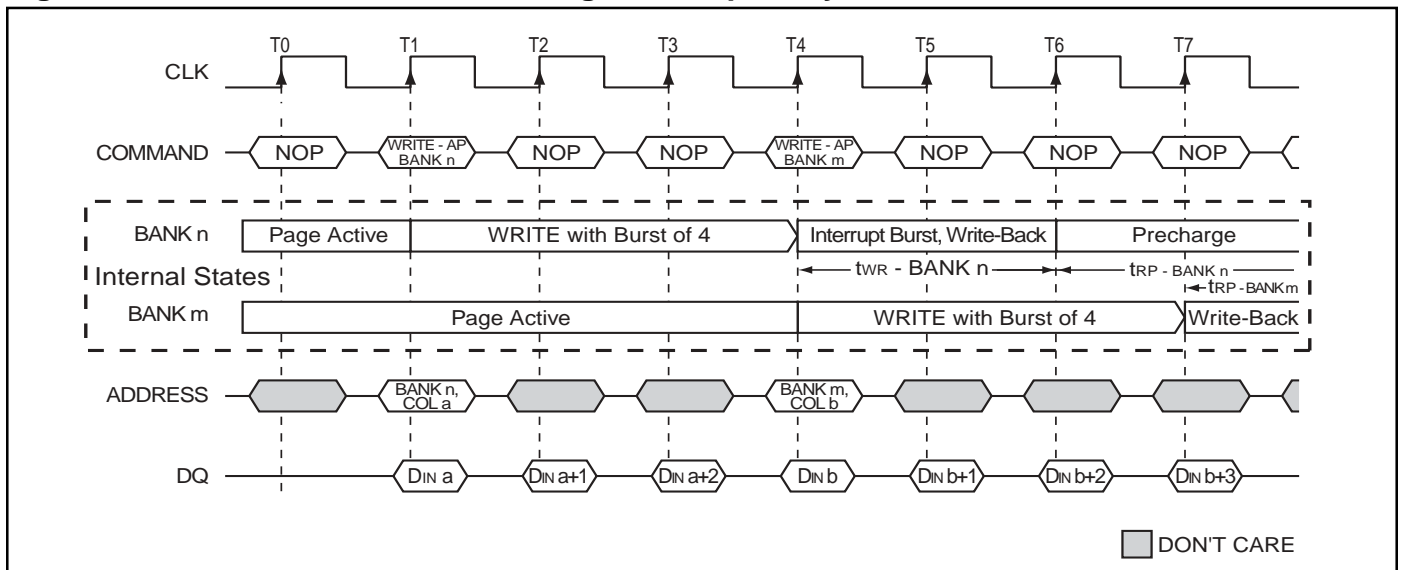 T0 T1 T2 T3 T4 T5 T6 T7
CLK
COMMAND NOP WRITE - AP BANK n NOP NOP WRITE - AP BANK m NOP NOP NOP
BANK n Page Active WRITE with Burst of 4 Interrupt Burst, Write-Back Precharge
tWR - BANK n tRP - BANK n
Internal States
tRP - BANK m
BANK m Page Active WRITE with Burst of 4 Write-Back
ADDRESS BANK n, COL a BANK m, COL b
DQ DIN a DIN a+1 DIN a+2 DIN b DIN b+1 DIN b+2 DIN b+3
DON'T CARE